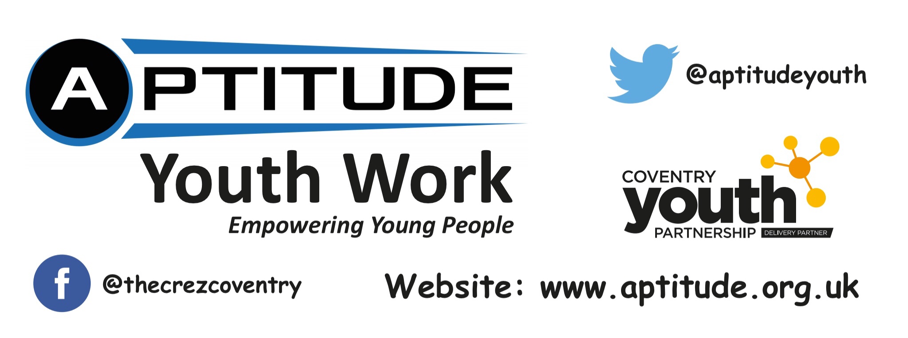 APTITUDE
Youth Work
Empowering Young People
@aptitudeyouth
COVENTRY
youth
PARTNERSHIP DELIVERY PARTNER
f @thecrezcoventry
Website: www.aptitude.org.uk